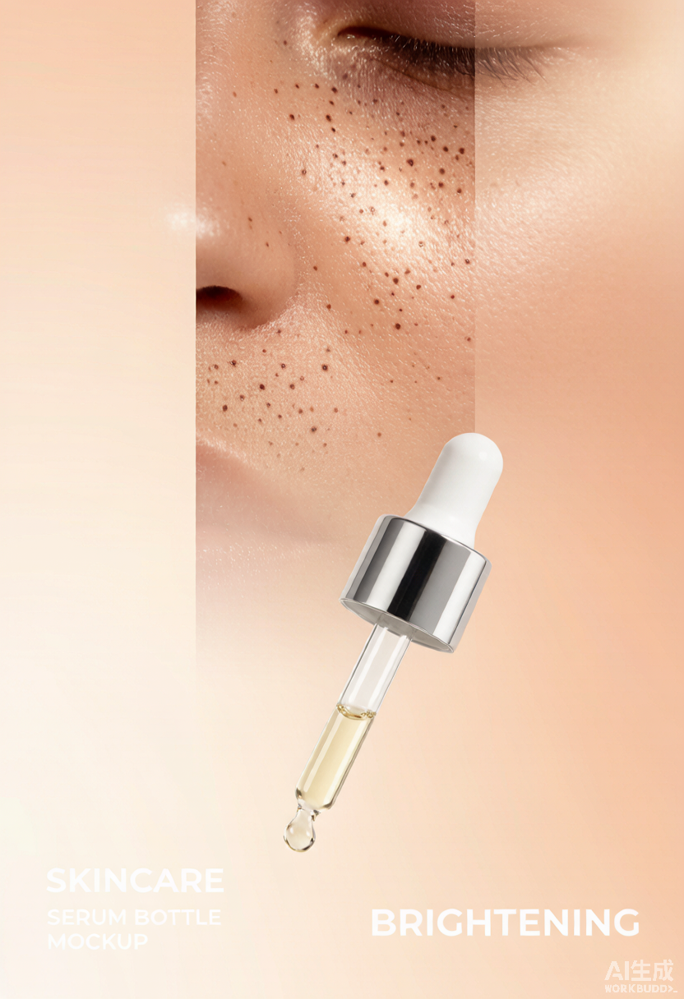 SKINCARE
SERUM BOTTLE
MOCKUP
BRIGHTENING
AI生成
WORKBUDD>_